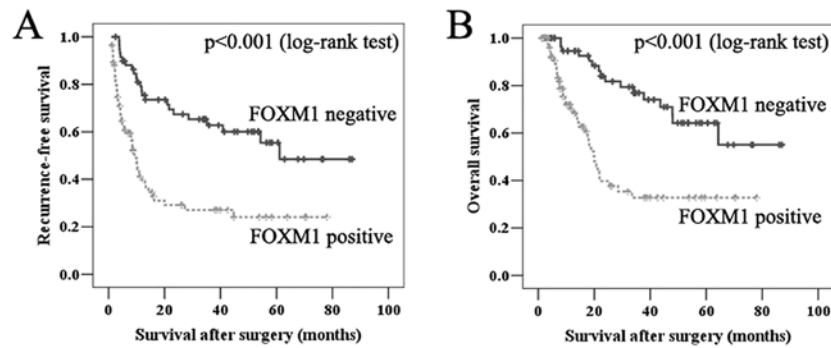 A
p<0.001 (log-rank test)
Recurrence-free survival
1.0
0.8
0.6
0.4
0.2
0.0
FOXM1 negative
FOXM1 positive
0 20 40 60 80 100
Survival after surgery (months)
B
p<0.001 (log-rank test)
Overall survival
1.0
0.8
0.6
0.4
0.2
0.0
FOXM1 negative
FOXM1 positive
0 20 40 60 80 100
Survival after surgery (months)